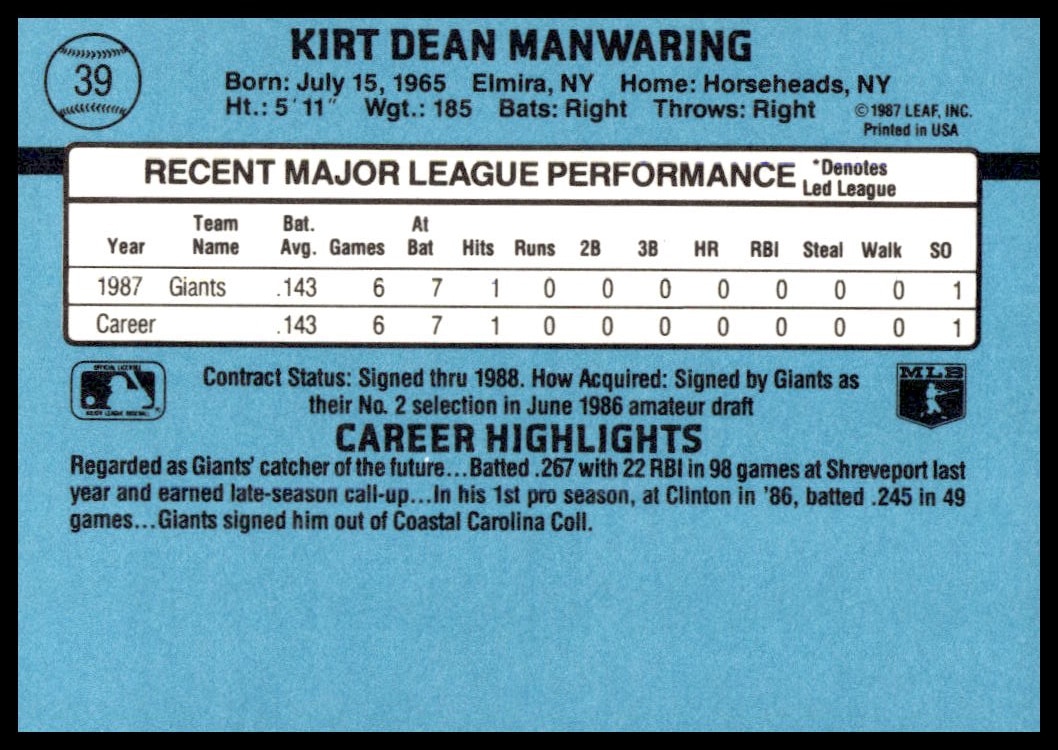 39
KIRT DEAN MANWARING
Born: July 15, 1965 Elmira, NY Home: Horseheads, NY
Ht.: 5' 11" Wgt.: 185 Bats: Right Throws: Right
©1987 LEAF, INC.
Printed in USA
RECENT MAJOR LEAGUE PERFORMANCE *Denotes Led League
Year Team Name Bat. Avg. Games At Bat Hits Runs 2B 3B HR RBI Steal Walk SO
1987 Giants .143 6 7 1 0 0 0 0 0 0 0 1
Career .143 6 7 1 0 0 0 0 0 0 0 1
Contract Status: Signed thru 1988. How Acquired: Signed by Giants as
their No. 2 selection in June 1986 amateur draft
MLB
CAREER HIGHLIGHTS
Regarded as Giants' catcher of the future...Batted .267 with 22 RBI in 98 games at Shreveport last
year and earned late-season call-up...In his 1st pro season, at Clinton in '86, batted .245 in 49
games...Giants signed him out of Coastal Carolina Coll.